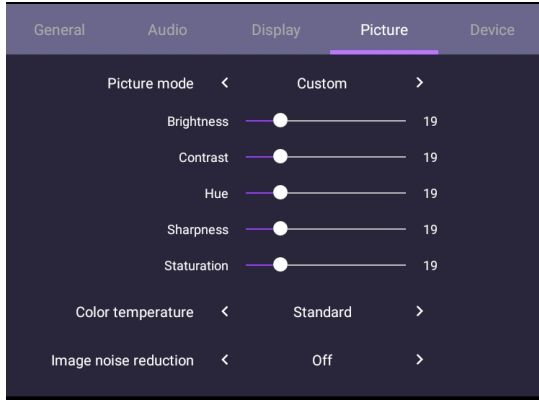 General Audio Display Picture Device
Picture mode < Custom >
Brightness 19
Contrast 19
Hue 19
Sharpness 19
Staturation 19
Color temperature < Standard >
Image noise reduction < Off >